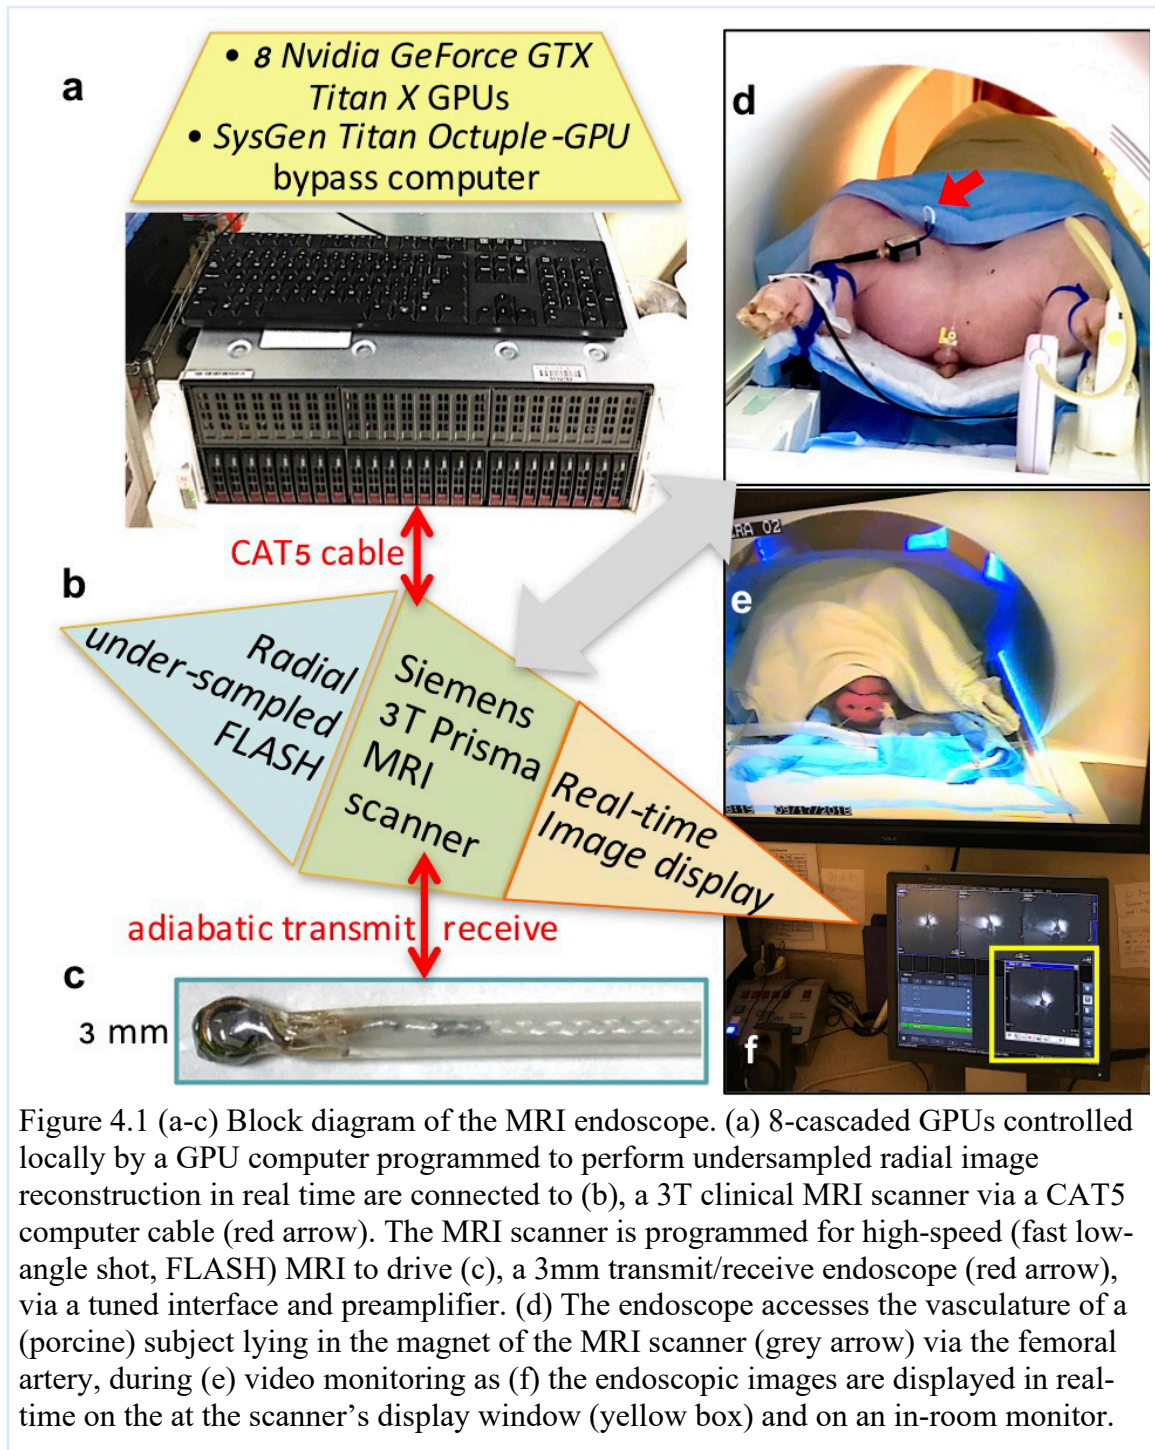 a
• 8 Nvidia GeForce GTX
Titan X GPUs
• SysGen Titan Octuple-GPU
bypass computer
d
CAT5 cable
b
Radial
under-sampled
FLASH
Siemens
3T Prisma
MRI
scanner
Real-time
Image display
adiabatic transmit receive
c
3 mm
RA 02
e
09/17/2018
f
Figure 4.1 (a-c) Block diagram of the MRI endoscope. (a) 8-cascaded GPUs controlled
locally by a GPU computer programmed to perform undersampled radial image
reconstruction in real time are connected to (b), a 3T clinical MRI scanner via a CAT5
computer cable (red arrow). The MRI scanner is programmed for high-speed (fast low-
angle shot, FLASH) MRI to drive (c), a 3mm transmit/receive endoscope (red arrow),
via a tuned interface and preamplifier. (d) The endoscope accesses the vasculature of a
(porcine) subject lying in the magnet of the MRI scanner (grey arrow) via the femoral
artery, during (e) video monitoring as (f) the endoscopic images are displayed in real-
time on the at the scanner’s display window (yellow box) and on an in-room monitor.